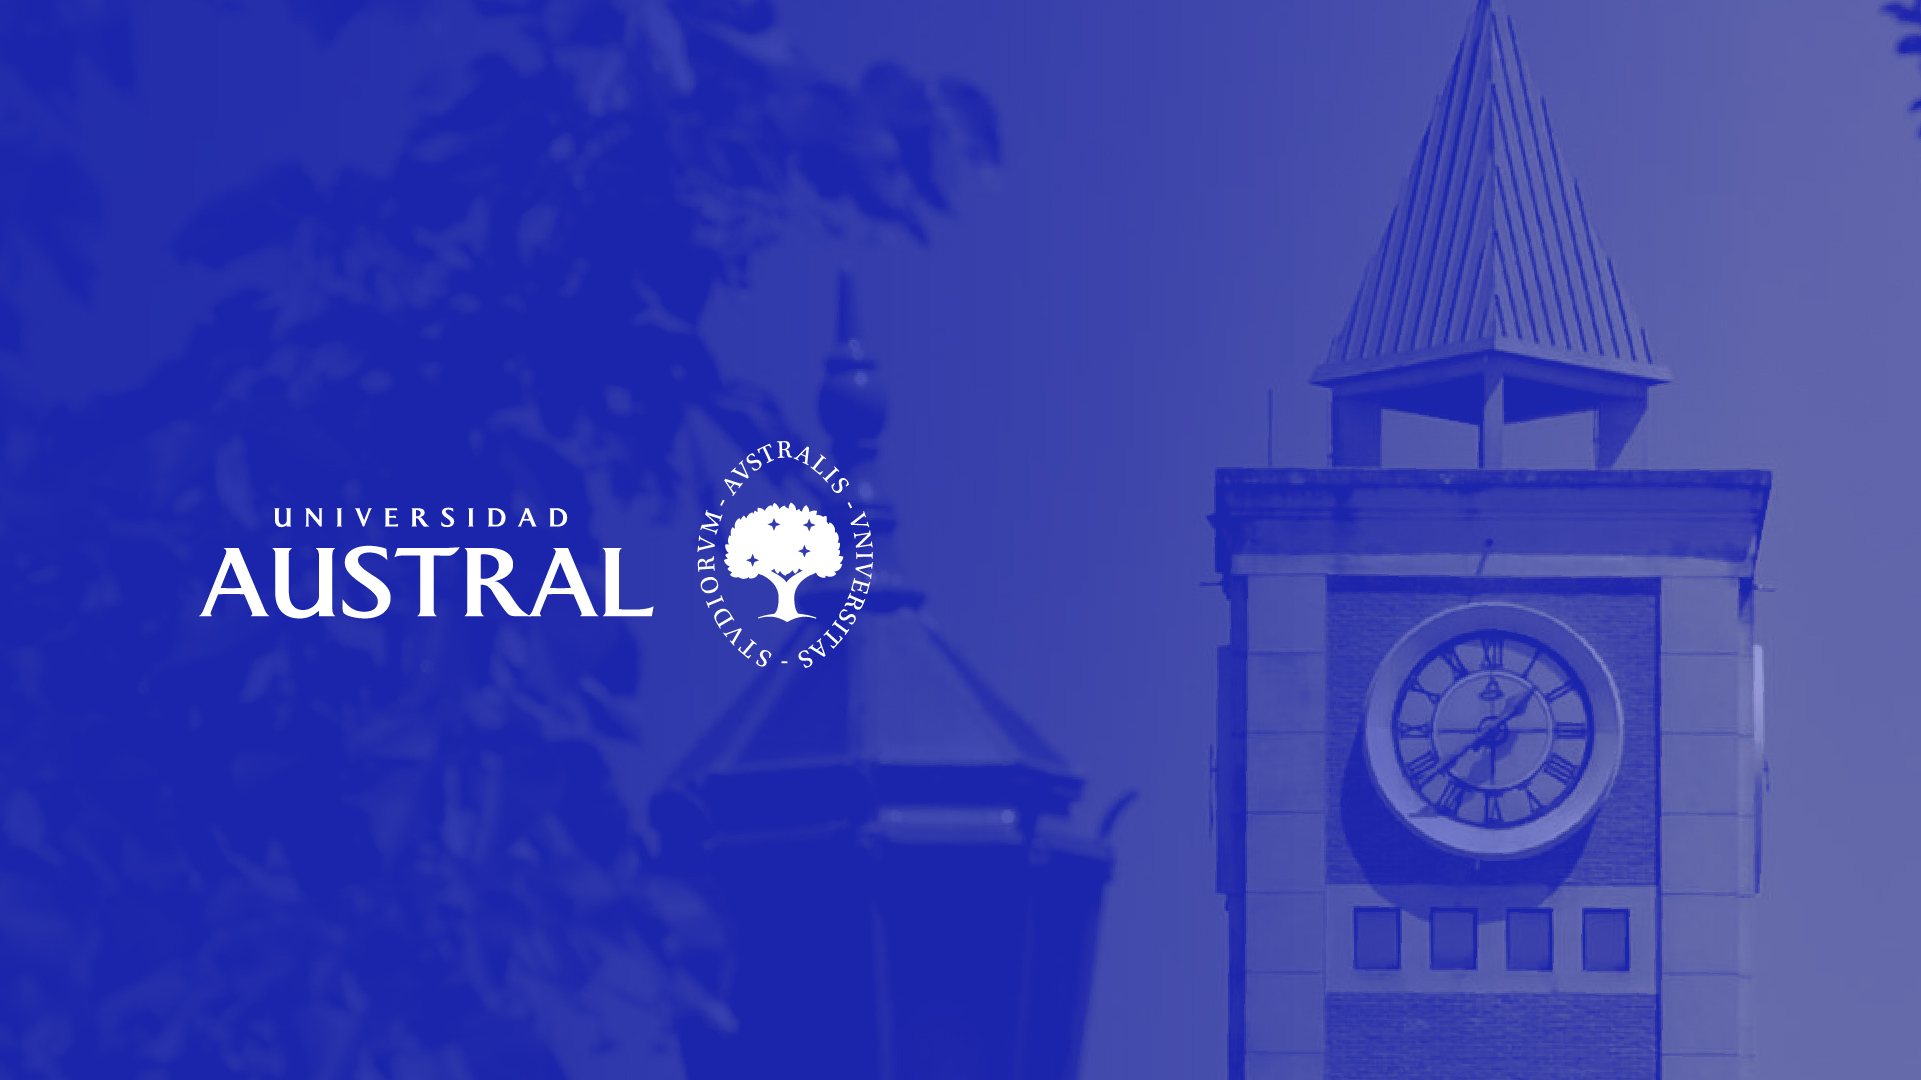 UNIVERSIDAD
AUSTRAL
STVDIORVM - AVSTRALIS - VNIVERSITAS -